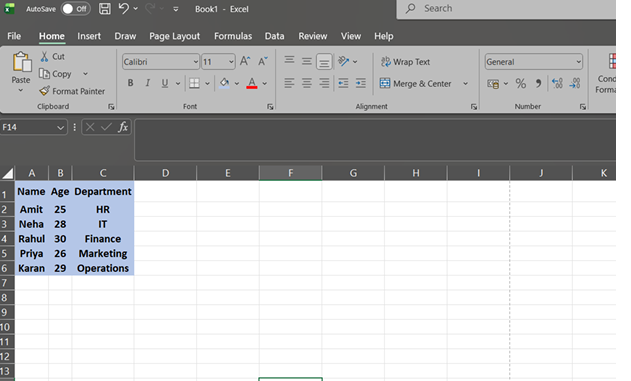 AutoSave Off Book1 - Excel Search
File Home Insert Draw Page Layout Formulas Data Review View Help
Cut Calibri 11 A^ A˅ Wrap Text General
Copy
Paste Format Painter B I U A Merge & Center % , Cond
Forma
Clipboard Font Alignment Number
F14 fx
A B C D E F G H I J K
1 Name Age Department
2 Amit 25 HR
3 Neha 28 IT
4 Rahul 30 Finance
5 Priya 26 Marketing
6 Karan 29 Operations
7
8
9
10
11
12
13